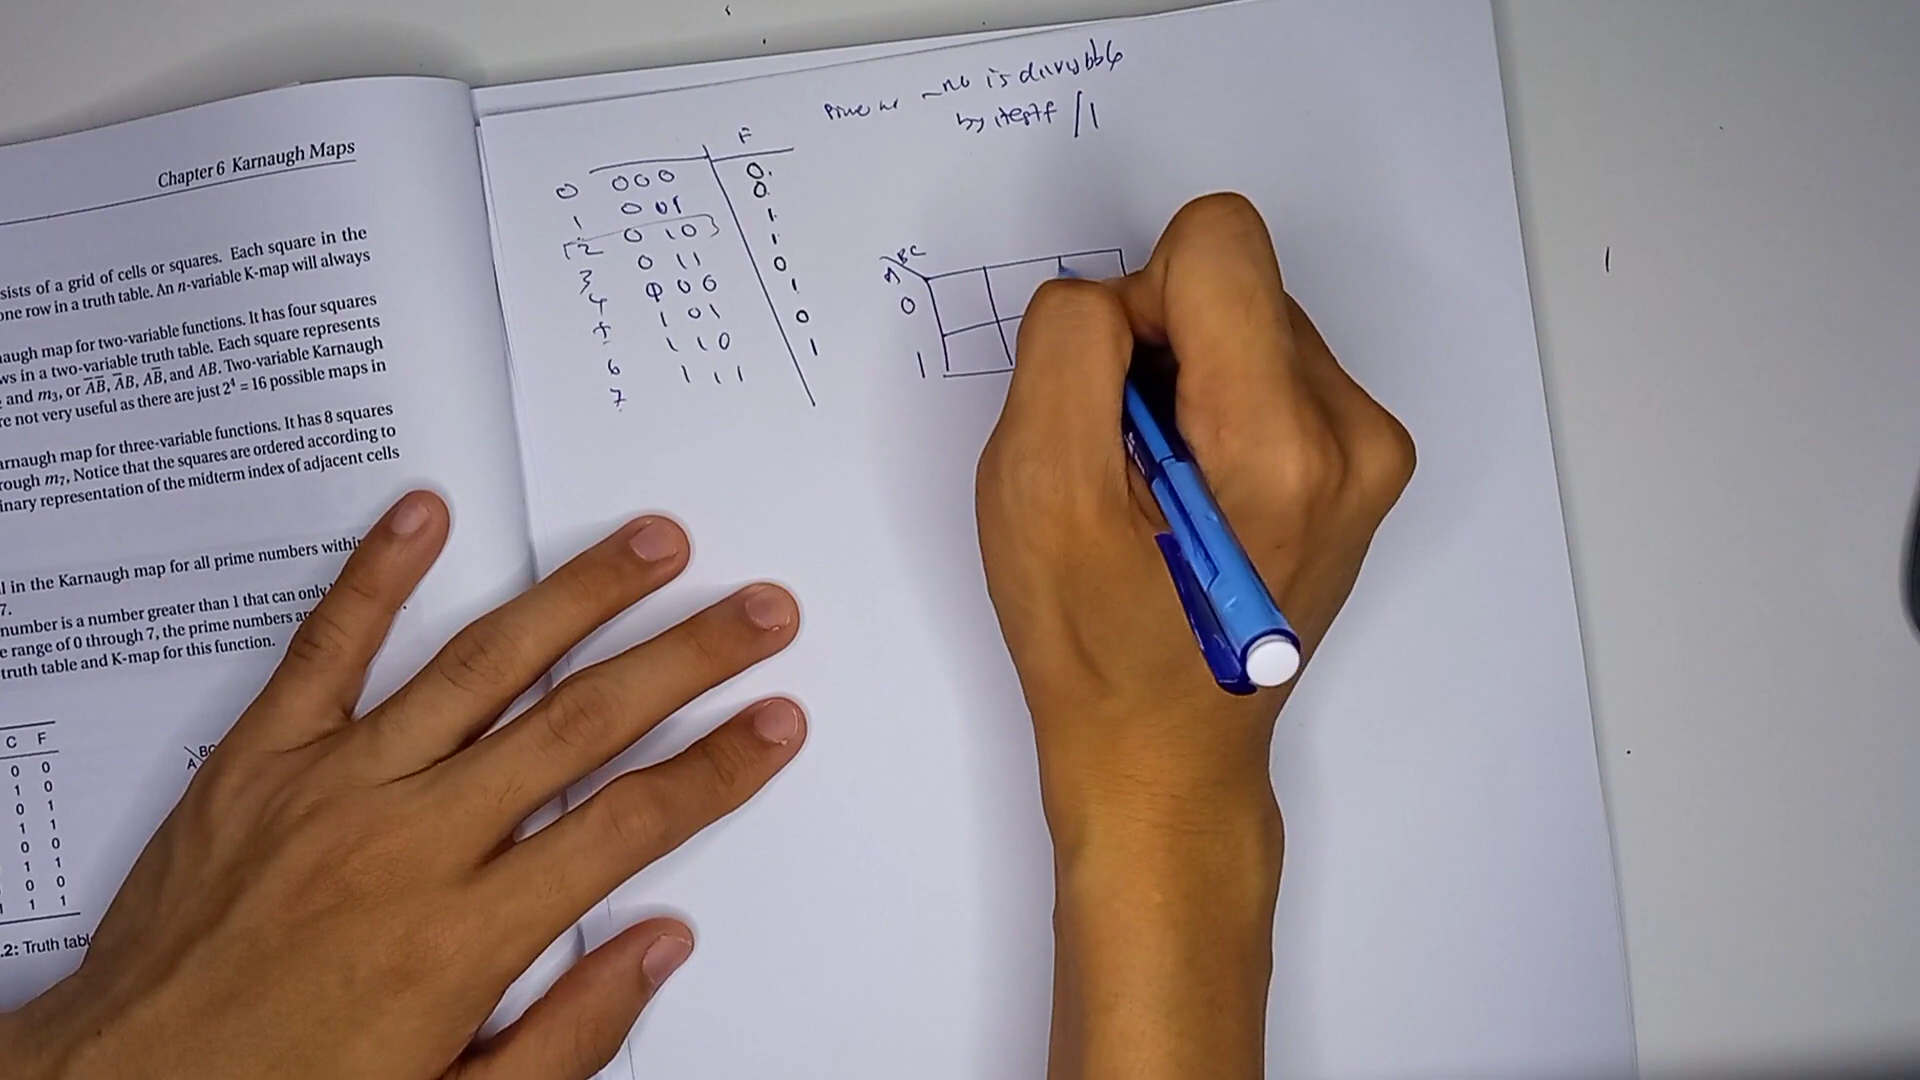 Chapter 6 Karnaugh Maps
sists of a grid of cells or squares. Each square in the
one row in a truth table. An n-variable K-map will always
naugh map for two-variable functions. It has four squares
ws in a two-variable truth table. Each square represents
and m₃, or A̅B̅, A̅B, AB̅, and AB. Two-variable Karnaugh
re not very useful as there are just 2⁴ = 16 possible maps in
arnaugh map for three-variable functions. It has 8 squares
rough m₇, Notice that the squares are ordered according to
inary representation of the midterm index of adjacent cells
l in the Karnaugh map for all prime numbers withi
7.
number is a number greater than 1 that can only
e range of 0 through 7, the prime numbers ar
truth table and K-map for this function.
C F
0 0
1 0
0 1
1 1
0 0
1 1
0 0
1 1 1
BC
A
.2: Truth tabl
is
by /1
F
0 000 0.
1 001 0
2 010 1
3 011 1
4 100 0
5 101 1
6 110 0
7 111 1
BC
A
0
1